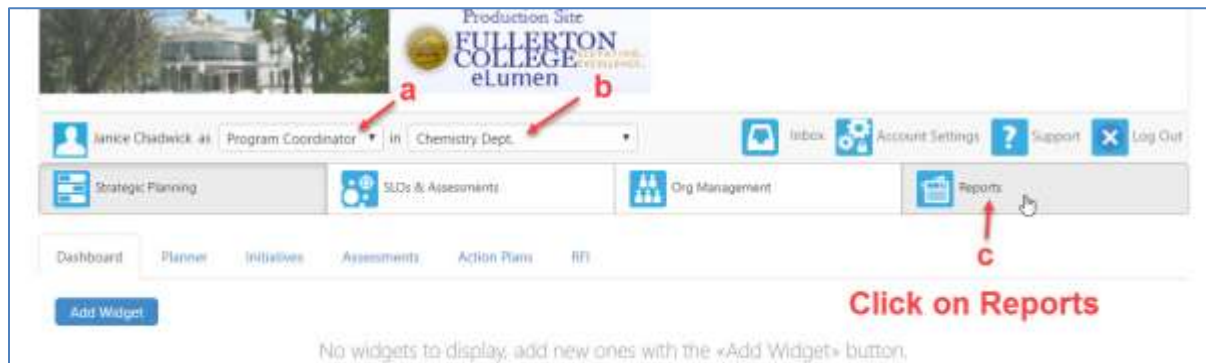 Production Site
FULLERTON
COLLEGE
eLumen
a
b
Janice Chadwick as Program Coordinator in Chemistry Dept.
Inbox Account Settings ? Support X Log Out
Strategic Planning SLOs & Assessments Org Management Reports
c
Dashboard Planner Initiatives Assessments Action Plans RFI
Click on Reports
Add Widget
No widgets to display, add new ones with the «Add Widget» button.